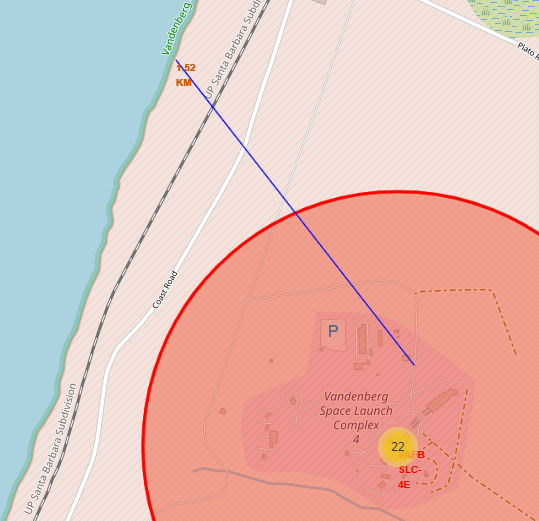 Vandenberg
UP Santa Barbara Subdi
Plato R
1.52
KM
Coast Road
P
Vandenberg
Space Launch
Complex
4
22
AFB
SLC-
4E
UP Santa Barbara Subdivision